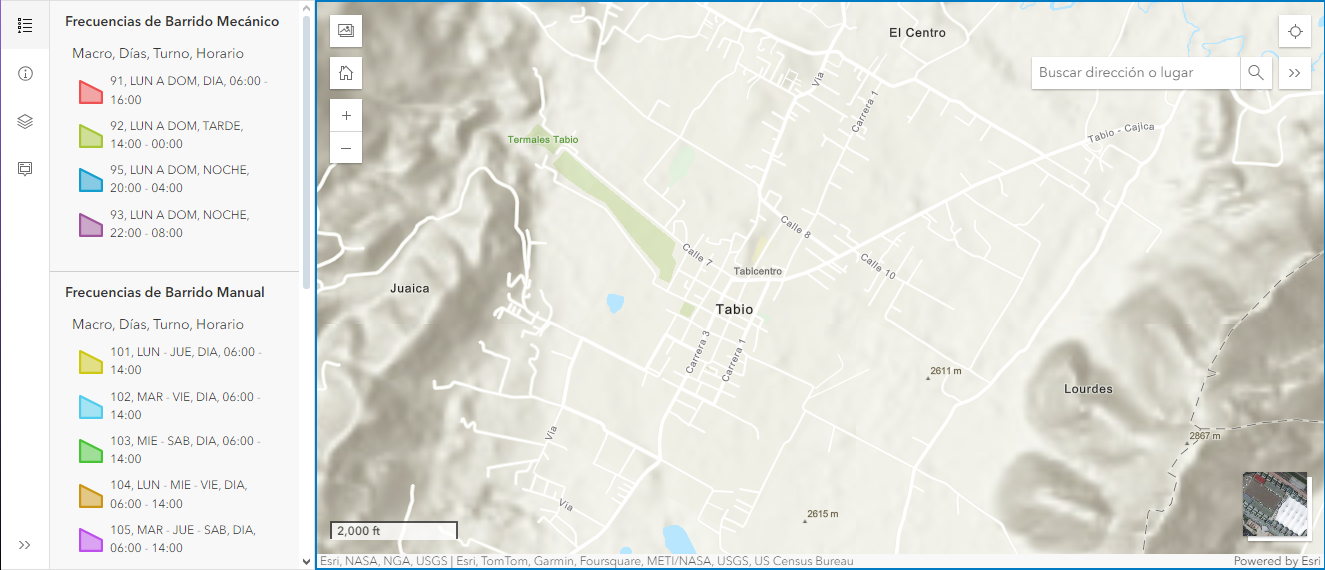 Frecuencias de Barrido Mecánico
Macro, Días, Turno, Horario
91, LUN A DOM, DIA, 06:00 -
16:00
92, LUN A DOM, TARDE,
14:00 - 00:00
95, LUN A DOM, NOCHE,
20:00 - 04:00
93, LUN A DOM, NOCHE,
22:00 - 08:00
Frecuencias de Barrido Manual
Macro, Días, Turno, Horario
101, LUN - JUE, DIA, 06:00 -
14:00
102, MAR - VIE, DIA, 06:00 -
14:00
103, MIE - SAB, DIA, 06:00 -
14:00
104, LUN - MIE - VIE, DIA,
06:00 - 14:00
105, MAR - JUE - SAB, DIA,
06:00 - 14:00
El Centro
Buscar dirección o lugar
Vía
Carrera 1
Tabio - Cajica
Termales Tabio
Calle 8
Calle 7
Calle 10
Tabicentro
Juaica
Tabio
Carrera 3
Carrera 1
2611 m
Lourdes
Vía
2867 m
Vía
2615 m
2,000 ft
Esri, NASA, NGA, USGS | Esri, TomTom, Garmin, Foursquare, METI/NASA, USGS, US Census Bureau
Powered by Esri